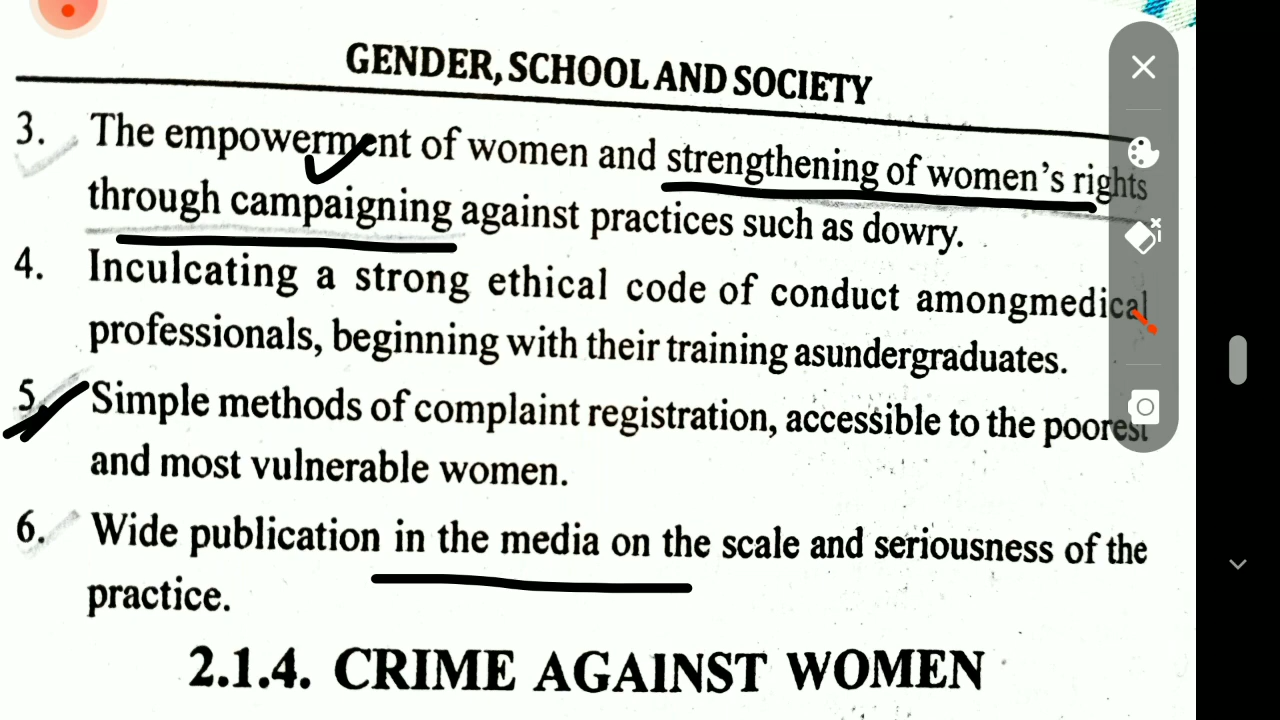 GENDER, SCHOOL AND SOCIETY
3. The empowerment of women and strengthening of women's rights
through campaigning against practices such as dowry.
4. Inculcating a strong ethical code of conduct amongmedical
professionals, beginning with their training asundergraduates.
5. Simple methods of complaint registration, accessible to the poorest
and most vulnerable women.
6. Wide publication in the media on the scale and seriousness of the
practice.
2.1.4. CRIME AGAINST WOMEN